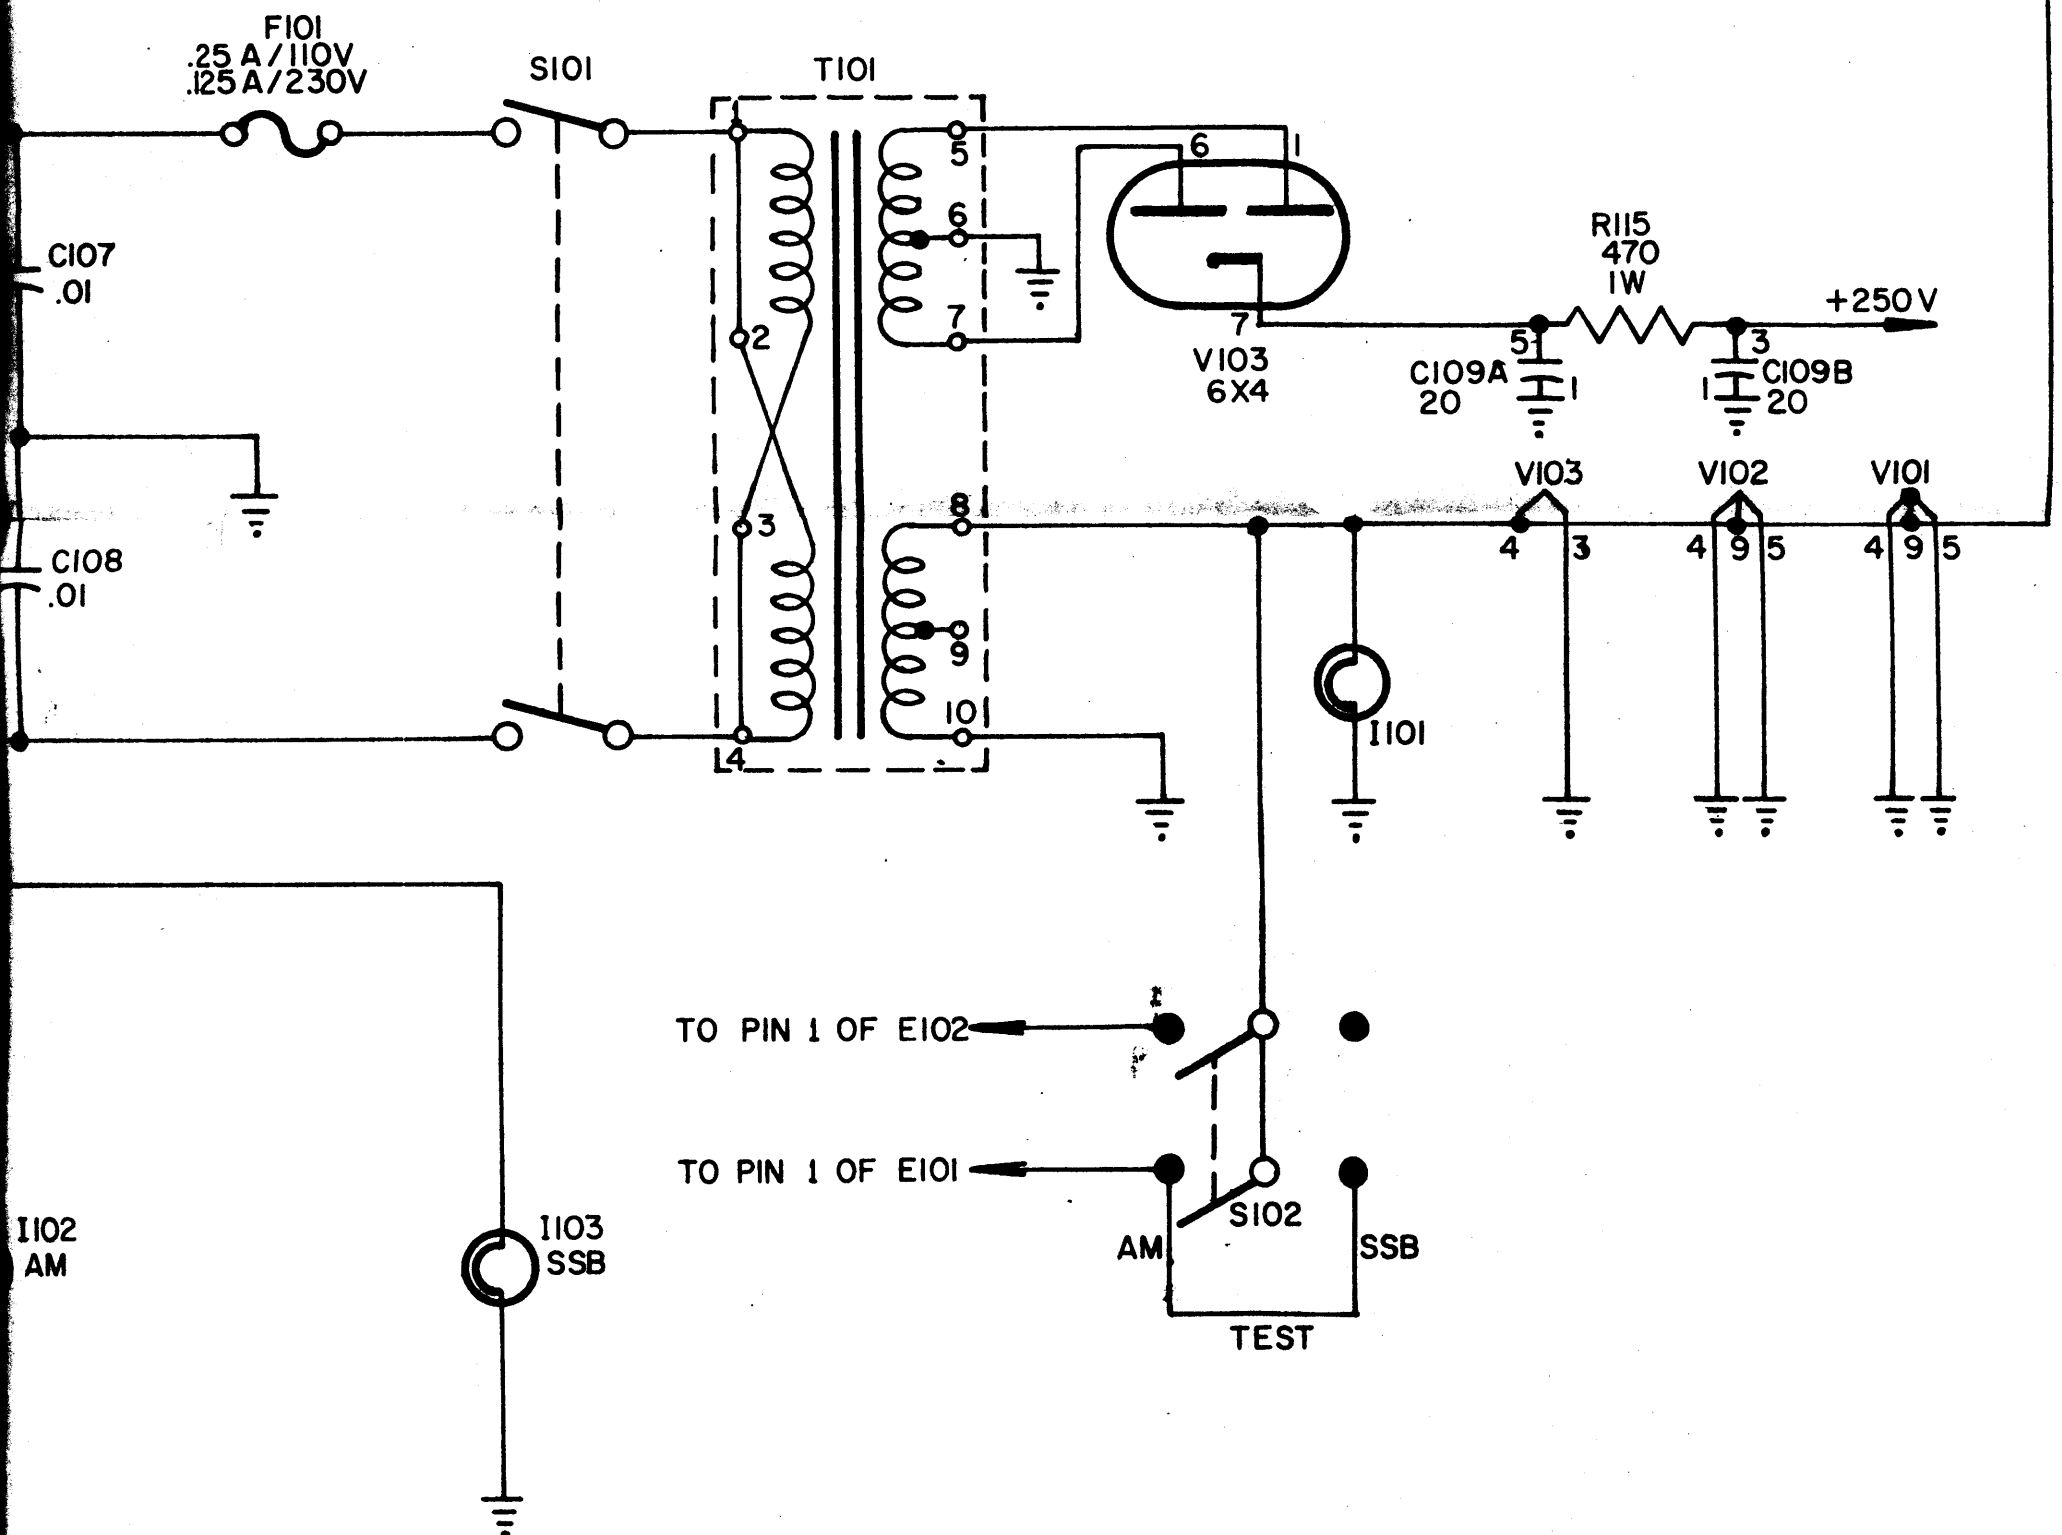 F101
.25 A/110V
.125A/230V
S101
T101
1
5
6
7
2
3
8
9
10
4
6
1
7
V103
6X4
R115
470
1W
+250V
5
C109A
20
1
3
C109B
20
1
C107
.01
C108
.01
V103
V102
V101
4
3
4
9
5
4
9
5
I101
TO PIN 1 OF E102
TO PIN 1 OF E101
S102
AM
SSB
TEST
I102
AM
I103
SSB